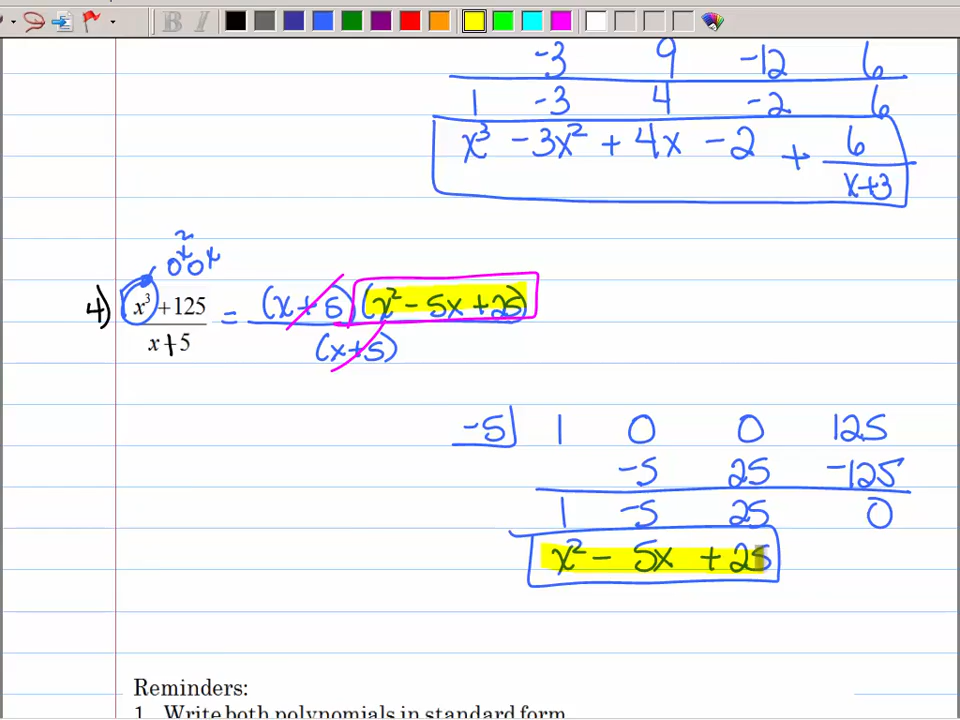 B I
-3 9 -12 6
1 -3 4 -2 6
x³ - 3x² + 4x - 2 + 6/(x+3)
0x² 0x
4) (x³ + 125)/(x + 5) = (x + 5)(x² - 5x + 25)/(x + 5)
-5 1 0 0 125
-5 25 -125
1 -5 25 0
x² - 5x + 25
Reminders:
1. Write both polynomials in standard form